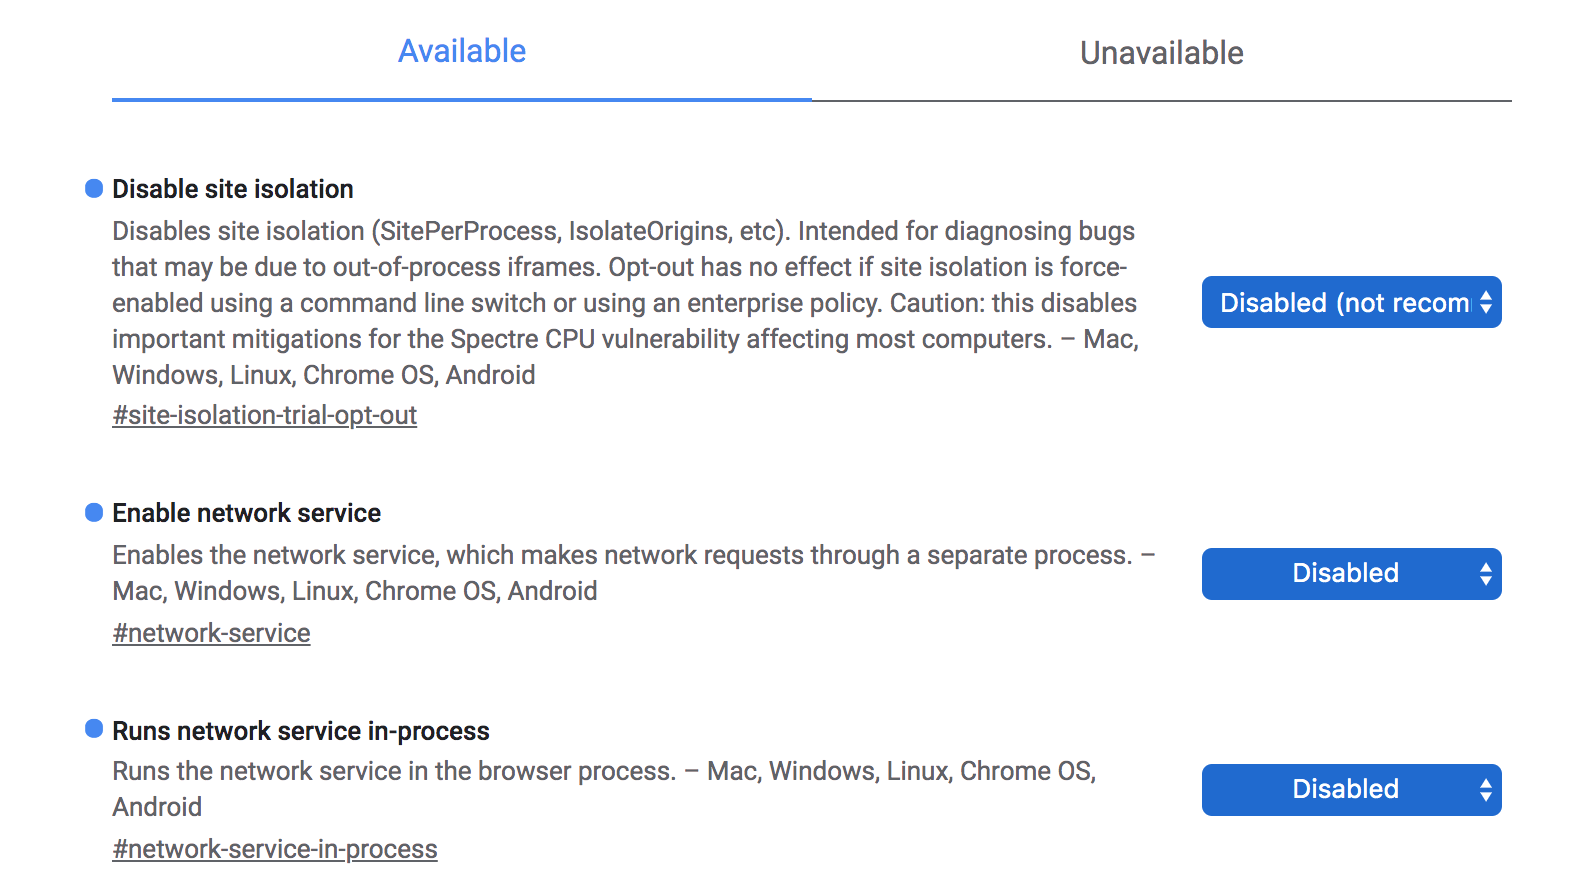 Available
Unavailable
Disable site isolation
Disables site isolation (SitePerProcess, IsolateOrigins, etc). Intended for diagnosing bugs
that may be due to out-of-process iframes. Opt-out has no effect if site isolation is force-
enabled using a command line switch or using an enterprise policy. Caution: this disables
important mitigations for the Spectre CPU vulnerability affecting most computers. – Mac,
Windows, Linux, Chrome OS, Android
#site-isolation-trial-opt-out
Disabled (not recom
Enable network service
Enables the network service, which makes network requests through a separate process. –
Mac, Windows, Linux, Chrome OS, Android
#network-service
Disabled
Runs network service in-process
Runs the network service in the browser process. – Mac, Windows, Linux, Chrome OS,
Android
#network-service-in-process
Disabled